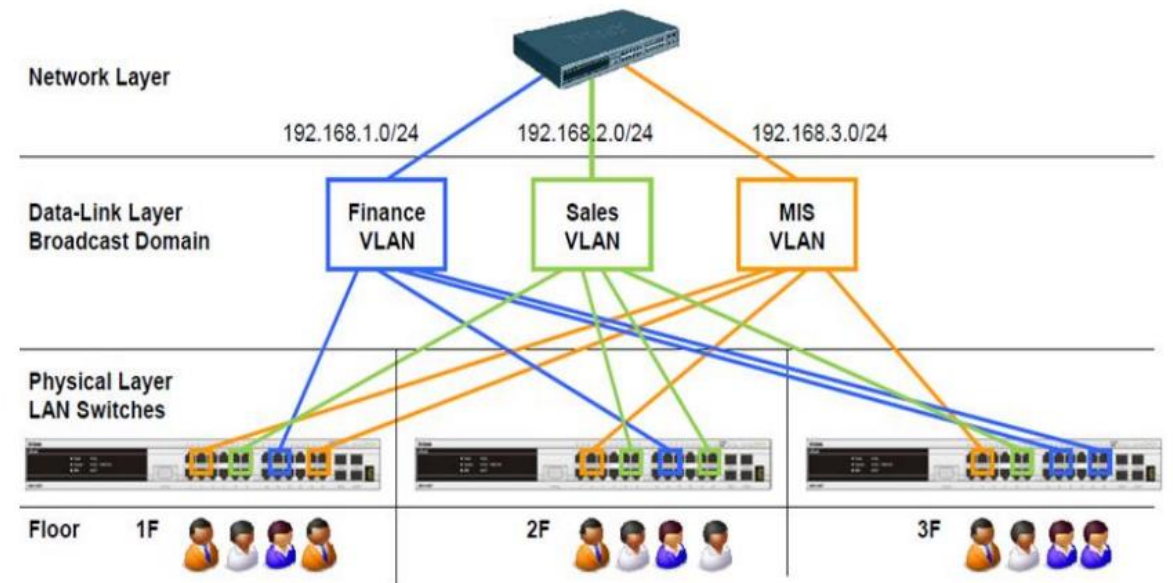 Network Layer
192.168.1.0/24 192.168.2.0/24 192.168.3.0/24
Data-Link Layer
Broadcast Domain
Finance
VLAN
Sales
VLAN
MIS
VLAN
Physical Layer
LAN Switches
Floor 1F 2F 3F